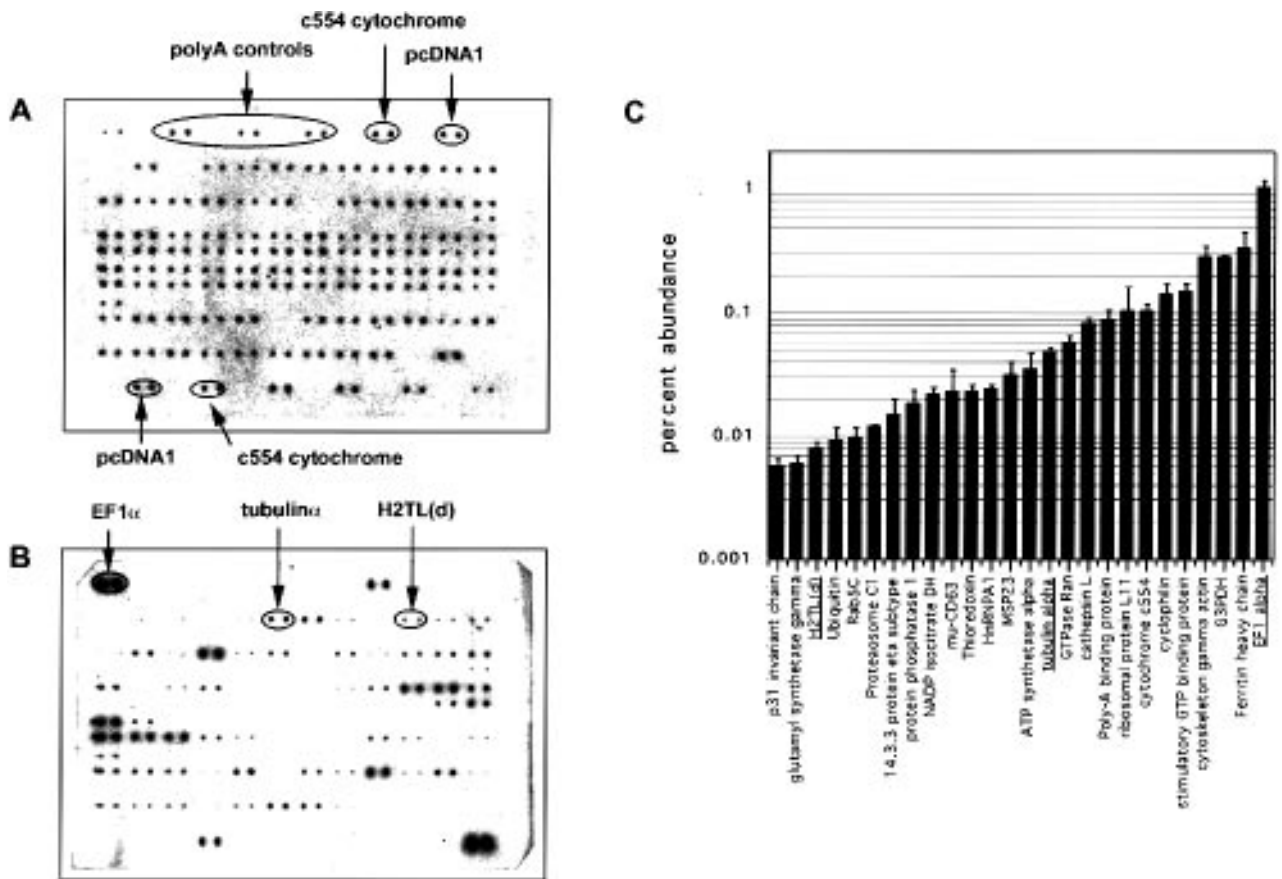 c554 cytochrome
polyA controls
pcDNA1
A
pcDNA1
c554 cytochrome
EF1α
tubulinα
H2TL(d)
B
C
percent abundance
1
0.1
0.01
0.001
p31 invariant chain
glutamyl synthetase gamma
H2TL(d)
Ubiquitin
Rab5C
Proteasome C1
14.3.3 protein eta subtype
protein phosphatase 1
NADP isocitrate DH
mu-CD63
Thioredoxin
HnRNPA1
MSP23
ATP synthetase alpha
tubulin alpha
GTPase Ran
cathepsin L
Poly-A binding protein
ribosomal protein L11
cytochrome c554
cyclophilin
stimulatory GTP binding protein
cytoskeleton gamma actin
G3PDH
Ferritin heavy chain
EF1 alpha